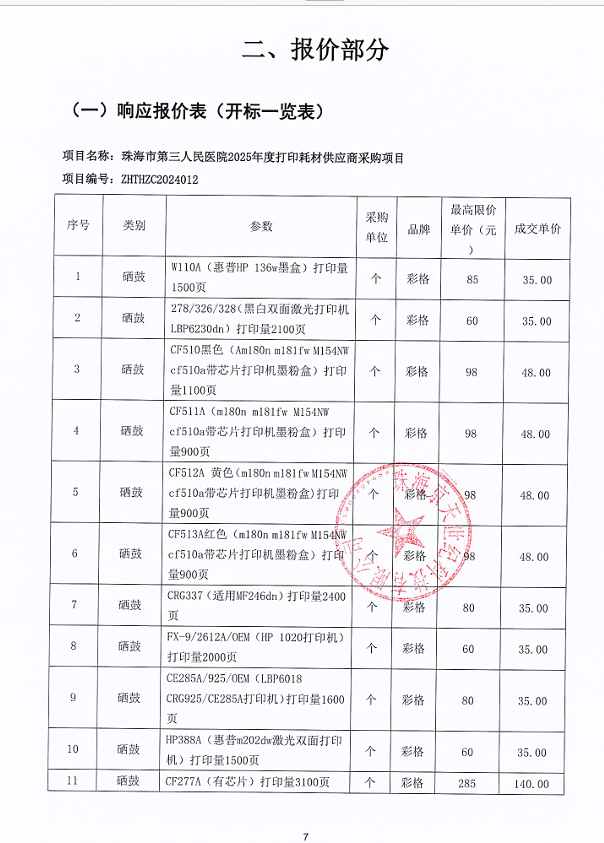 二、报价部分
（一）响应报价表（开标一览表）
项目名称：珠海市第三人民医院2025年度打印耗材供应商采购项目
项目编号：ZHTHZC2024012
序号 类别 参数 采购单位 品牌 最高限价单价（元） 成交单价
1 硒鼓 W110A（惠普HP 136w墨盒）打印量
1500页 个 彩格 85 35.00
2 硒鼓 278/326/328（黑白双面激光打印机
LBP6230dn）打印量2100页 个 彩格 60 35.00
3 硒鼓 CF510黑色（Am180n m181fw M154NW
cf510a带芯片打印机墨粉盒）打印
量1100页 个 彩格 98 48.00
4 硒鼓 CF511A（m180n m181fw M154NW
cf510a带芯片打印机墨粉盒）打印
量900页 个 彩格 98 48.00
5 硒鼓 CF512A 黄色（m180n m181fw M154NW
cf510a带芯片打印机墨粉盒)打印
量900页 个 彩格 98 48.00
6 硒鼓 CF513A红色（m180n m181fw M154NW
cf510a带芯片打印机墨粉盒）打印
量900页 个 彩格 98 48.00
7 硒鼓 CRG337（适用MF246dn）打印量2400
页 个 彩格 80 35.00
8 硒鼓 FX-9/2612A/OEM（HP 1020打印机）
打印量2000页 个 彩格 60 35.00
9 硒鼓 CE285A/925/OEM（LBP6018
CRG925/CE285A打印机）打印量1600
页 个 彩格 80 35.00
10 硒鼓 HP388A（惠普m202dw激光双面打印
机）打印量1500页 个 彩格 60 35.00
11 硒鼓 CF277A（有芯片）打印量3100页 个 彩格 285 140.00
珠海京天世纪科技有限公司
7